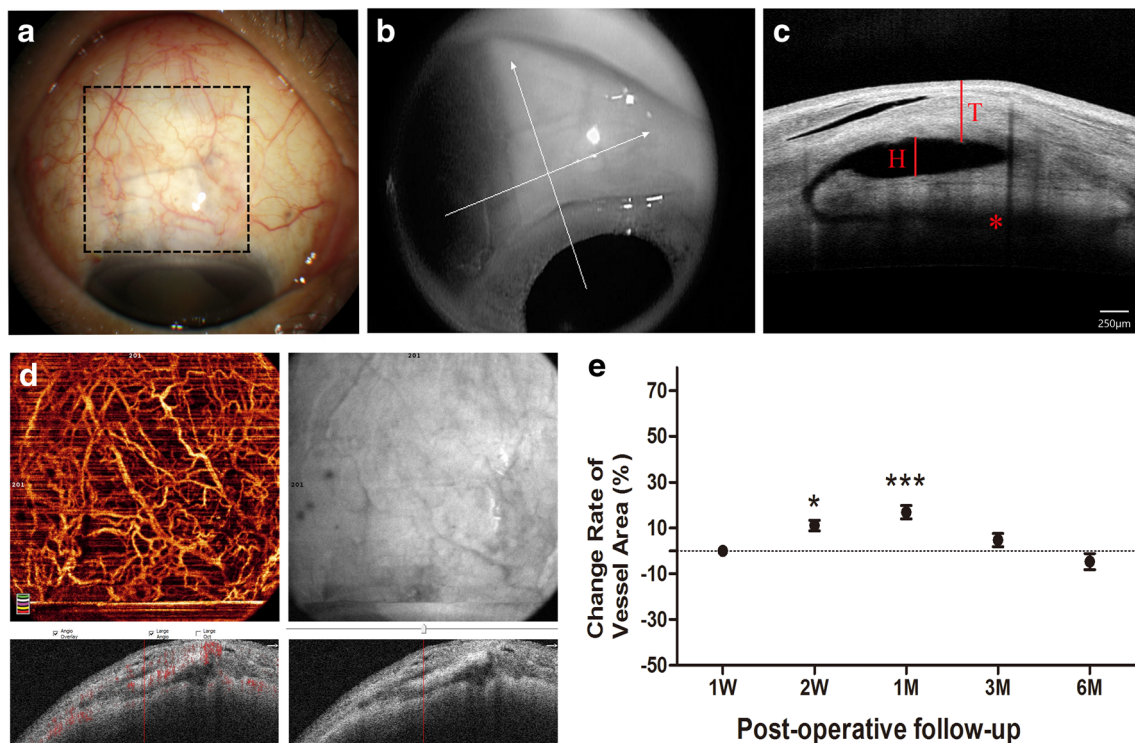 a
b
c
T
H
*
250μm
d
201
201
201
201
Angio Overlay
Large Angio
Large Oct
e
Change Rate of
Vessel Area (%)
70
50
30
10
-10
-30
-50
*
***
1W 2W 1M 3M 6M
Post-operative follow-up